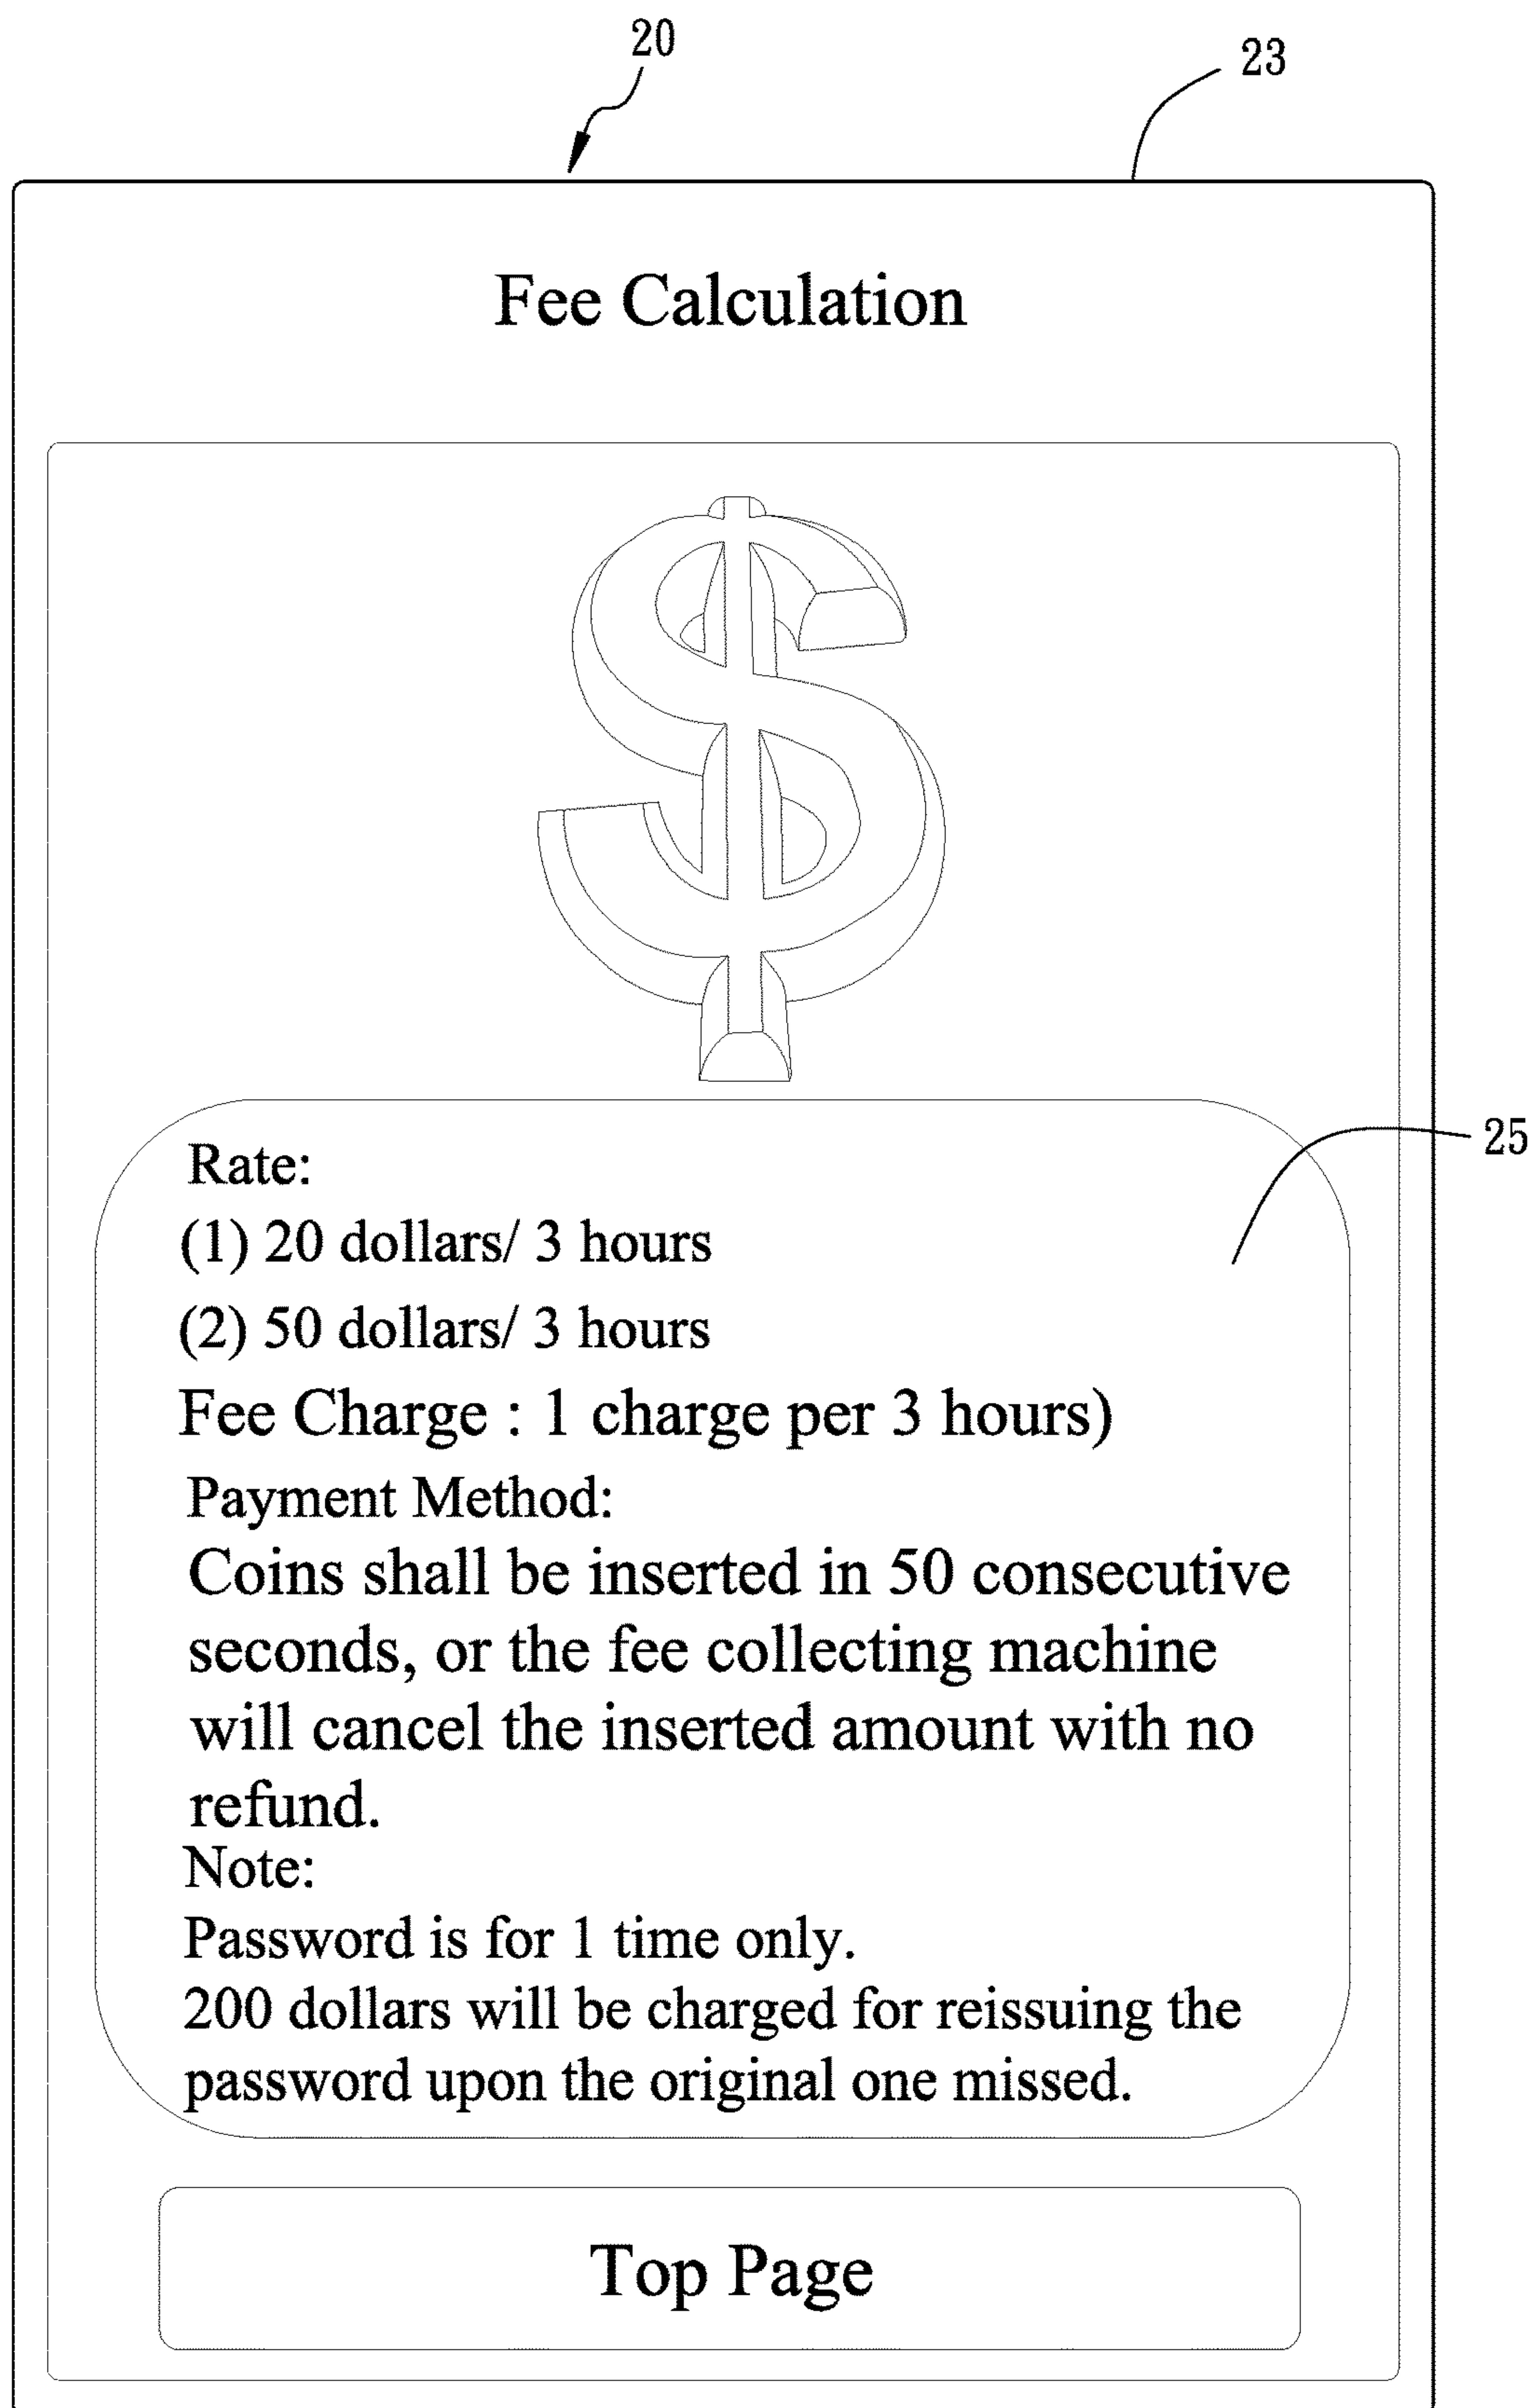 20
23
Fee Calculation
25
Rate:
(1) 20 dollars/ 3 hours
(2) 50 dollars/ 3 hours
Fee Charge : 1 charge per 3 hours)
Payment Method:
Coins shall be inserted in 50 consecutive
seconds, or the fee collecting machine
will cancel the inserted amount with no
refund.
Note:
Password is for 1 time only.
200 dollars will be charged for reissuing the
password upon the original one missed.
Top Page